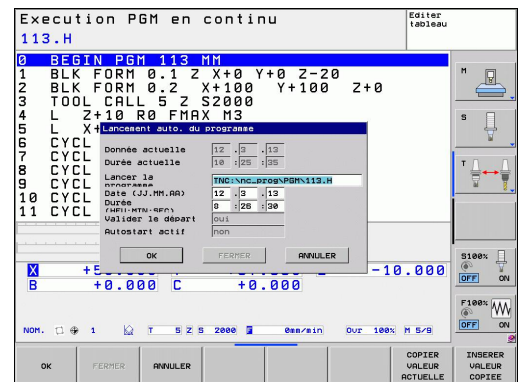 Execution PGM en continu
Editer tableau
113.H
0 BEGIN PGM 113 MM
1 BLK FORM 0.1 Z X+0 Y+0 Z-20
2 BLK FORM 0.2 X+100 Y+100 Z+0
3 TOOL CALL 5 Z S2000
4 L Z+10 R0 FMAX M3
5 L X+
6 CYCL
7 CYCL
8 CYCL
9 CYCL
10 CYCL
11 CYCL
Lancement auto. du programme
Donnée actuelle 12 .3 .13
Durée actuelle 10 :25 :35
Lancer la programme TNC:\nc_prog\PGM\113.H
Date (JJ.MM.AA) 12 .3 .13
Durée (HEU:MIN:SEC) 8 :26 :30
Valider le départ oui
Autostart actif non
OK FERMER ANNULER
X -10.000
B +0.000 C +0.000
NOM. 1 T 5 Z S 2000 F 0mm/min Our 100% M 5/9
M
S
T
S100%
OFF ON
F100%
OFF ON
OK FERMER ANNULER COPIER VALEUR ACTUELLE INSERER VALEUR COPIEE